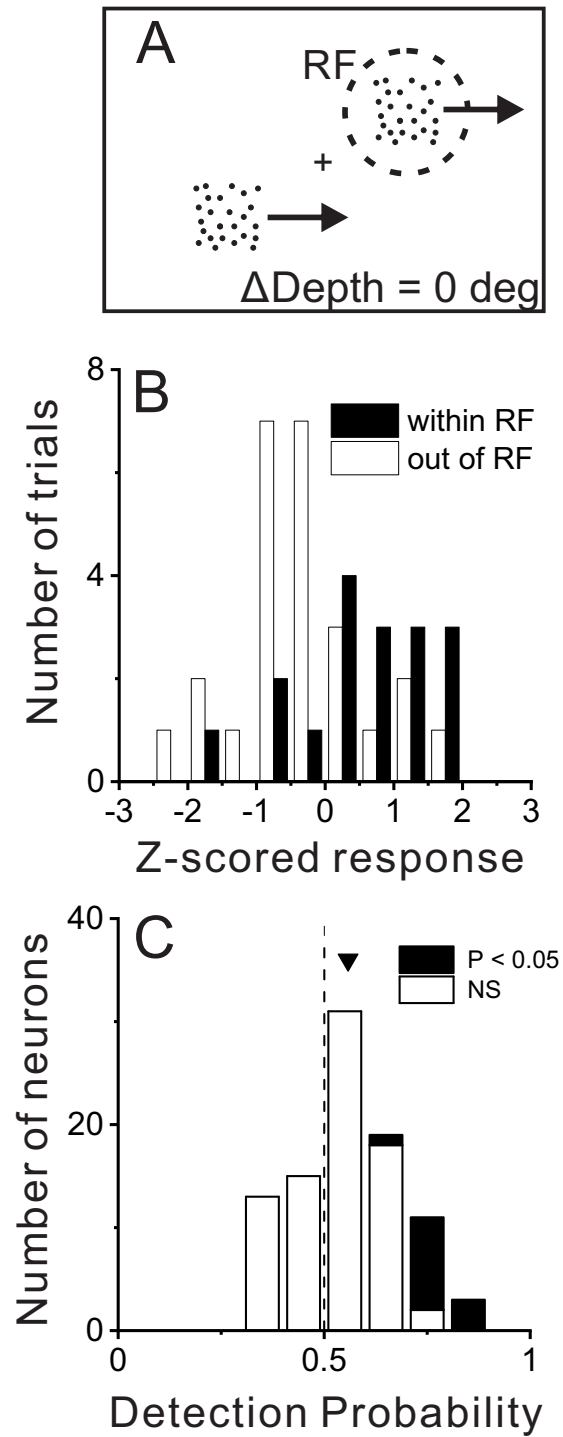 A
RF
+
ΔDepth = 0 deg
B
8
4
0
Number of trials
within RF
out of RF
-3 -2 -1 0 1 2 3
Z-scored response
C
40
20
0
Number of neurons
P < 0.05
NS
0 0.5 1
Detection Probability